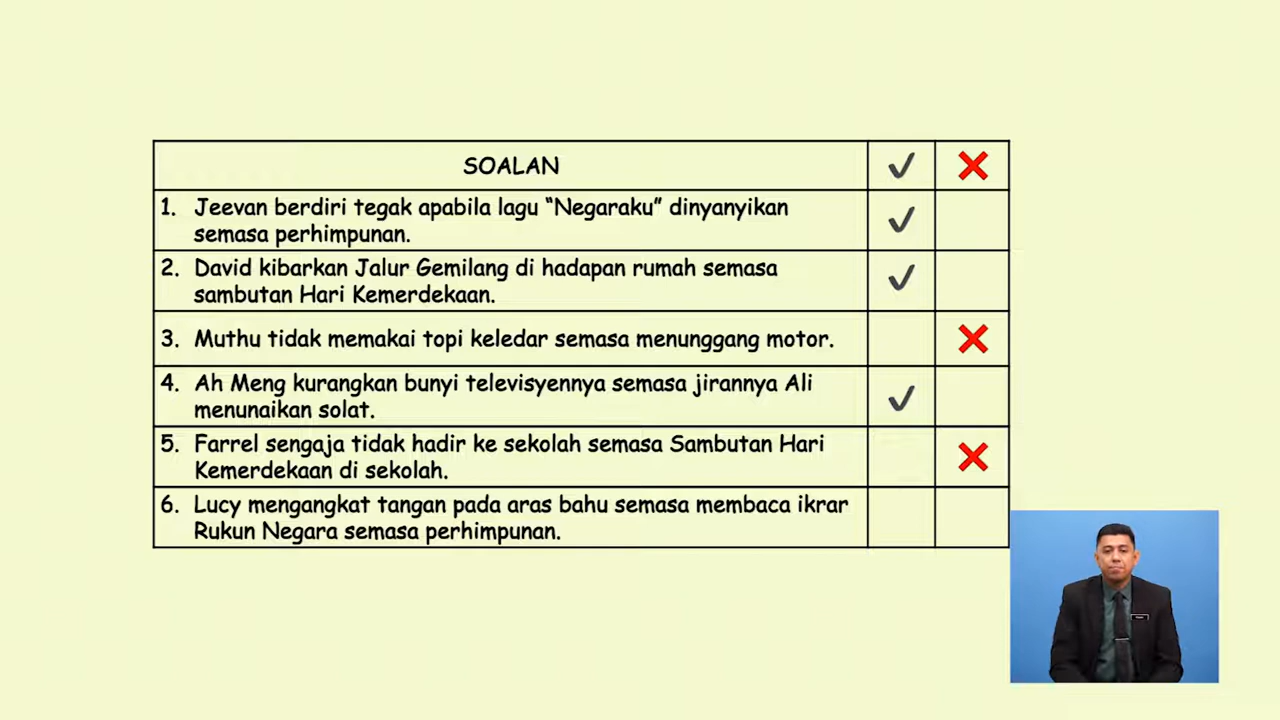 SOALAN ✓ ❌
1. Jeevan berdiri tegak apabila lagu “Negaraku” dinyanyikan
semasa perhimpunan. ✓
2. David kibarkan Jalur Gemilang di hadapan rumah semasa
sambutan Hari Kemerdekaan. ✓
3. Muthu tidak memakai topi keledar semasa menunggang motor. ❌
4. Ah Meng kurangkan bunyi televisyennya semasa jirannya Ali
menunaikan solat. ✓
5. Farrel sengaja tidak hadir ke sekolah semasa Sambutan Hari
Kemerdekaan di sekolah. ❌
6. Lucy mengangkat tangan pada aras bahu semasa membaca ikrar
Rukun Negara semasa perhimpunan.